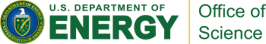 U.S. DEPARTMENT OF
ENERGY
Office of
Science